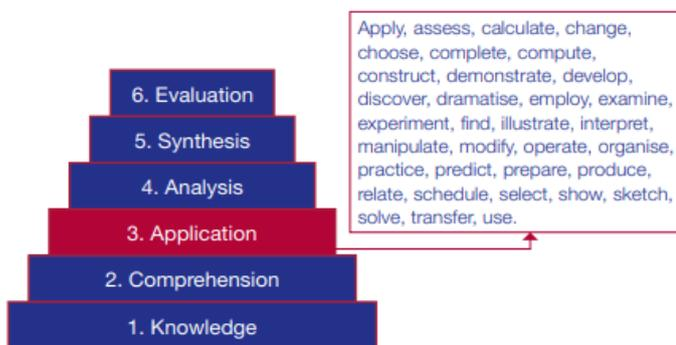 Apply, assess, calculate, change,
choose, complete, compute,
construct, demonstrate, develop,
discover, dramatise, employ, examine,
experiment, find, illustrate, interpret,
manipulate, modify, operate, organise,
practice, predict, prepare, produce,
relate, schedule, select, show, sketch,
solve, transfer, use.
6. Evaluation
5. Synthesis
4. Analysis
3. Application
2. Comprehension
1. Knowledge